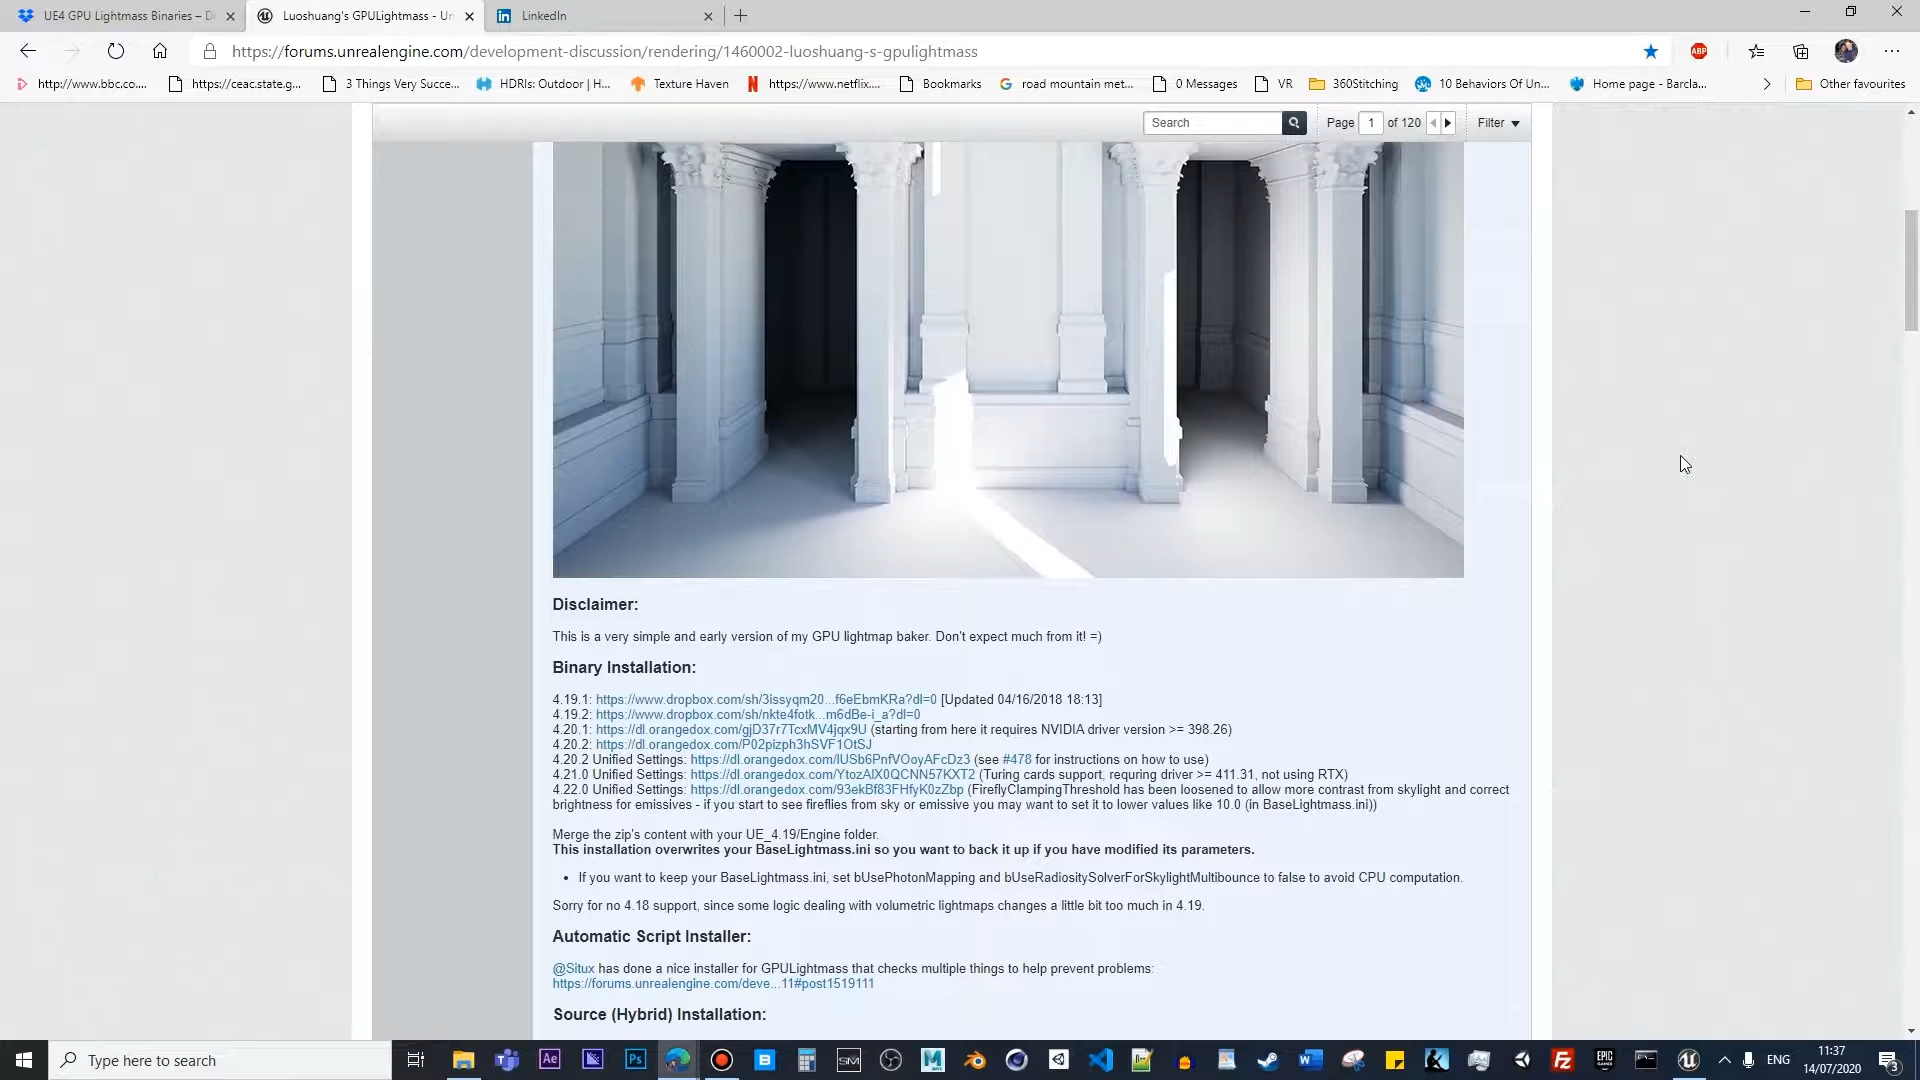 UE4 GPU Lightmass Binaries – D
Luoshuang's GPULightmass - Un
LinkedIn
https://forums.unrealengine.com/development-discussion/rendering/1460002-luoshuang-s-gpulightmass
ABP
http://www.bbc.co....
https://ceac.state.g...
3 Things Very Succe...
HDRIs: Outdoor | H...
Texture Haven
https://www.netflix....
Bookmarks
road mountain met...
0 Messages
VR
360Stitching
10 Behaviors Of Un...
Home page - Barcla...
Other favourites
Search
Page 1 of 120
Filter
Disclaimer:
This is a very simple and early version of my GPU lightmap baker. Don't expect much from it! =)
Binary Installation:
4.19.1: https://www.dropbox.com/sh/3issyqm20...f6eEbmKRa?dl=0 [Updated 04/16/2018 18:13]
4.19.2: https://www.dropbox.com/sh/nkte4fotk...m6dBe-i_a?dl=0
4.20.1: https://dl.orangedox.com/gjD37r7TcxMV4jqx9U (starting from here it requires NVIDIA driver version >= 398.26)
4.20.2: https://dl.orangedox.com/P02pizph3hSVF1OtSJ
4.20.2 Unified Settings: https://dl.orangedox.com/IUSb6PnfVOoyAFcDz3 (see #478 for instructions on how to use)
4.21.0 Unified Settings: https://dl.orangedox.com/YtozAlX0QCNN57KXT2 (Turing cards support, requring driver >= 411.31, not using RTX)
4.22.0 Unified Settings: https://dl.orangedox.com/93ekBf83FHfyK0zZbp (FireflyClampingThreshold has been loosened to allow more contrast from skylight and correct
brightness for emissives - if you start to see fireflies from sky or emissive you may want to set it to lower values like 10.0 (in BaseLightmass.ini))
Merge the zip's content with your UE_4.19/Engine folder.
This installation overwrites your BaseLightmass.ini so you want to back it up if you have modified its parameters.
• If you want to keep your BaseLightmass.ini, set bUsePhotonMapping and bUseRadiositySolverForSkylightMultibounce to false to avoid CPU computation.
Sorry for no 4.18 support, since some logic dealing with volumetric lightmaps changes a little bit too much in 4.19.
Automatic Script Installer:
@Situx has done a nice installer for GPULightmass that checks multiple things to help prevent problems:
https://forums.unrealengine.com/deve...11#post1519111
Source (Hybrid) Installation:
Type here to search
ENG
11:37
14/07/2020
3